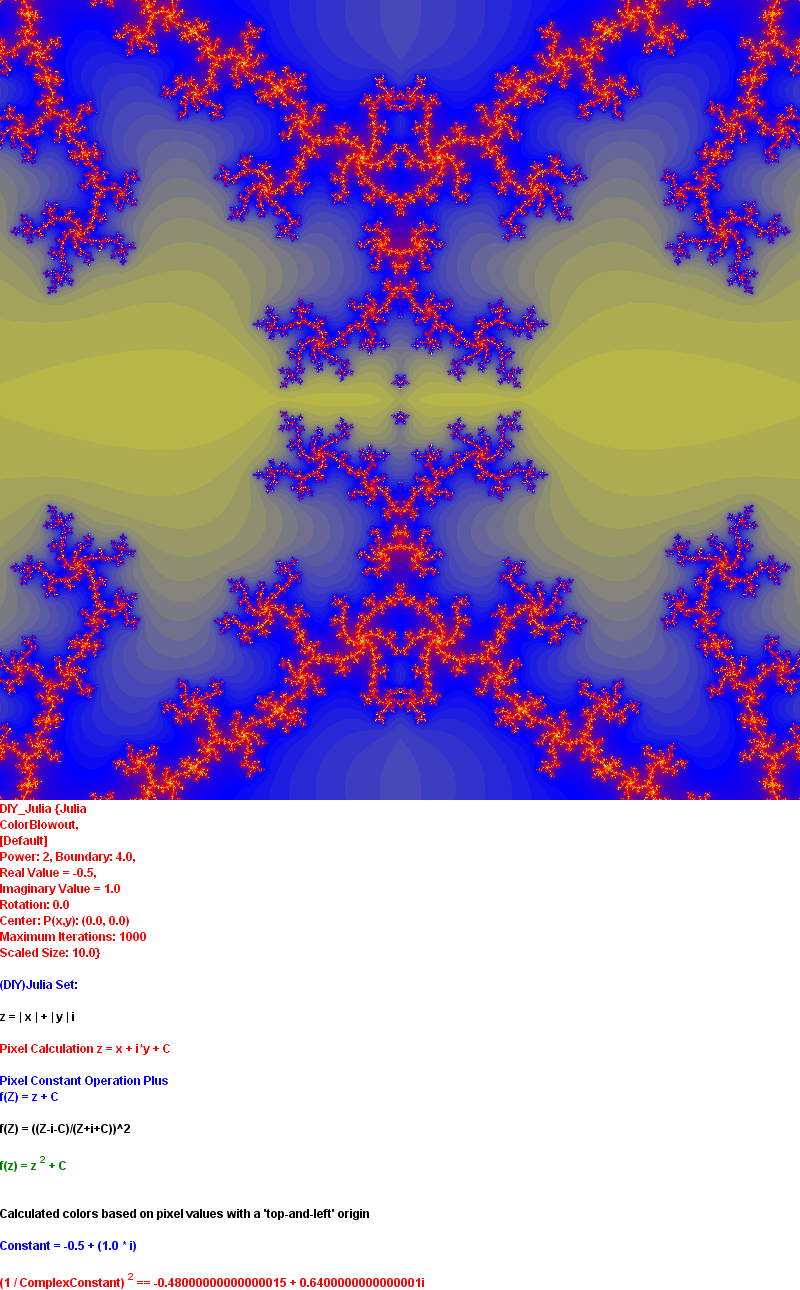 DIY_Julia {Julia
ColorBlowout,
[Default]
Power: 2, Boundary: 4.0,
Real Value = -0.5,
Imaginary Value = 1.0
Rotation: 0.0
Center: P(x,y): (0.0, 0.0)
Maximum Iterations: 1000
Scaled Size: 10.0}
(DIY)Julia Set:
z = | x | + | y | i
Pixel Calculation z = x + i*y + C
Pixel Constant Operation Plus
f(Z) = z + C
f(Z) = ((Z-i-C)/(Z+i+C))^2
f(z) = z 2 + C
Calculated colors based on pixel values with a 'top-and-left' origin
Constant = -0.5 + (1.0 * i)
(1 / ComplexConstant) 2 == -0.48000000000000015 + 0.6400000000000001i